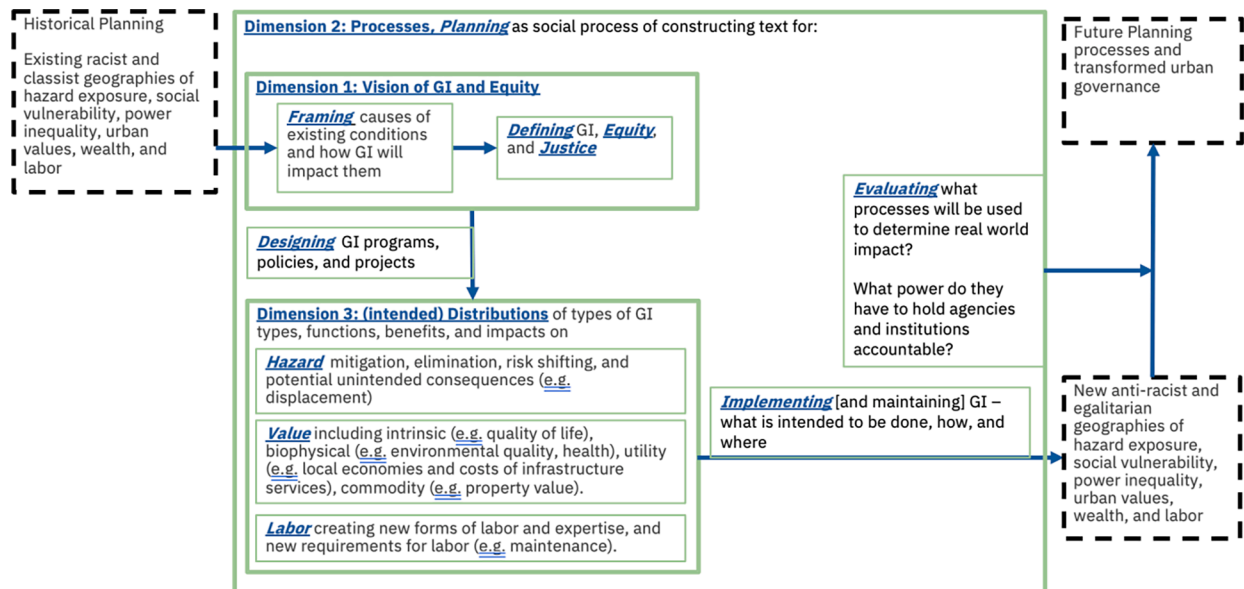 Historical Planning
Existing racist and
classist geographies of
hazard exposure, social
vulnerability, power
inequality, urban
values, wealth, and
labor
Dimension 2: Processes, Planning as social process of constructing text for:
Dimension 1: Vision of GI and Equity
Framing causes of
existing conditions
and how GI will
impact them
Defining GI, Equity,
and Justice
Designing GI programs,
policies, and projects
Dimension 3: (intended) Distributions of types of GI
types, functions, benefits, and impacts on
Hazard mitigation, elimination, risk shifting, and
potential unintended consequences (e.g.
displacement)
Value including intrinsic (e.g. quality of life),
biophysical (e.g. environmental quality, health), utility
(e.g. local economies and costs of infrastructure
services), commodity (e.g. property value).
Labor creating new forms of labor and expertise, and
new requirements for labor (e.g. maintenance).
Implementing [and maintaining] GI –
what is intended to be done, how, and
where
Evaluating what
processes will be used
to determine real world
impact?
What power do they
have to hold agencies
and institutions
accountable?
Future Planning
processes and
transformed urban
governance
New anti-racist and
egalitarian
geographies of
hazard exposure,
social vulnerability,
power inequality,
urban values,
wealth, and labor